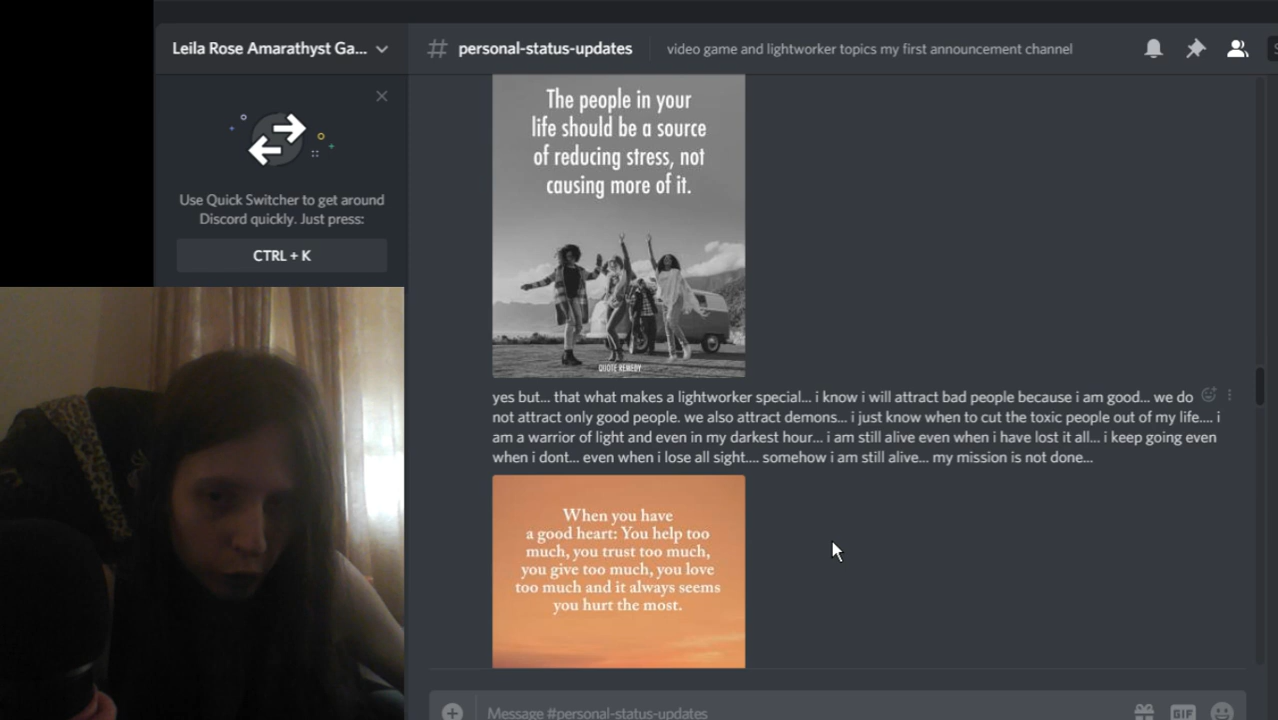 Leila Rose Amarathyst Ga...
personal-status-updates
video game and lightworker topics my first announcement channel
Use Quick Switcher to get around
Discord quickly. Just press:
CTRL + K
The people in your
life should be a source
of reducing stress, not
causing more of it.
QUOTE REMEDY
yes but... that what makes a lightworker special... i know i will attract bad people because i am good... we do
not attract only good people. we also attract demons... i just know when to cut the toxic people out of my life.... i
am a warrior of light and even in my darkest hour... i am still alive even when i have lost it all... i keep going even
when i dont... even when i lose all sight.... somehow i am still alive... my mission is not done...
When you have
a good heart: You help too
much, you trust too much,
you give too much, you love
too much and it always seems
you hurt the most.
Message #personal-status-updates
GIF